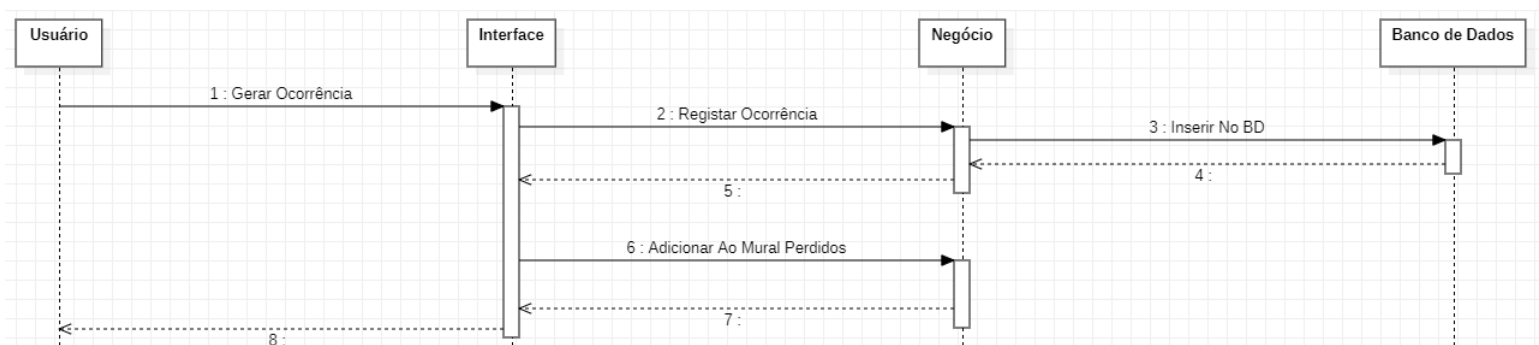 Usuário
Interface
Negócio
Banco de Dados
1 : Gerar Ocorrência
2 : Registar Ocorrência
3 : Inserir No BD
4 :
5 :
6 : Adicionar Ao Mural Perdidos
7 :
8 :